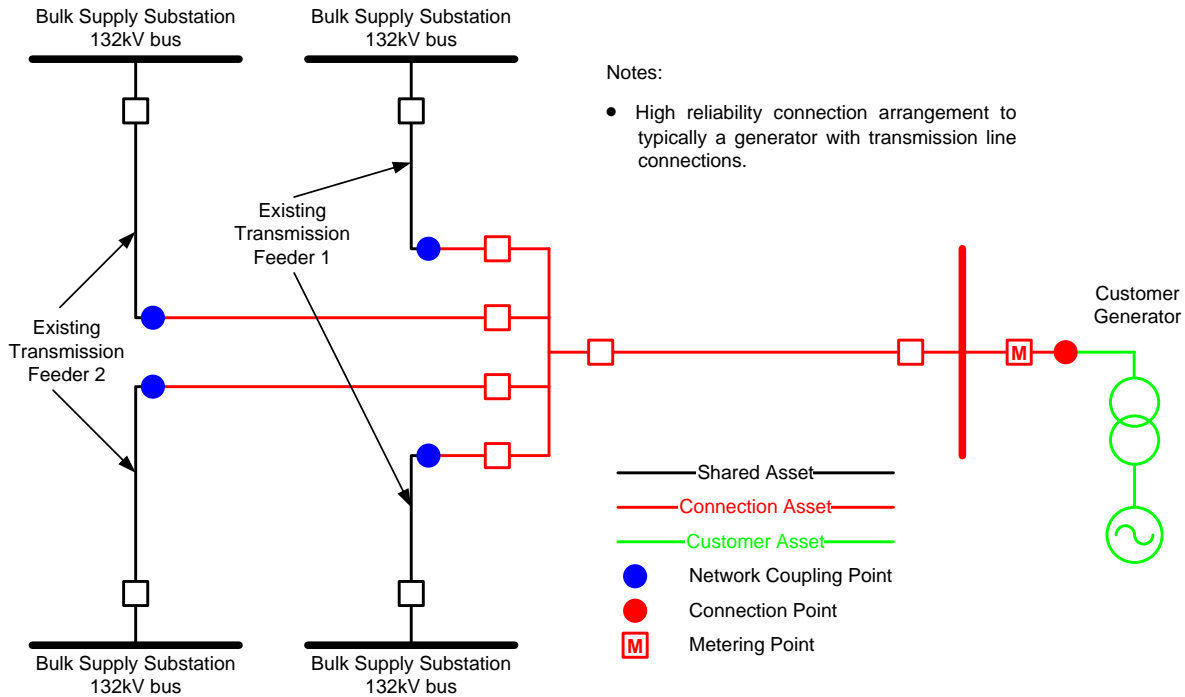 Bulk Supply Substation
132kV bus
Bulk Supply Substation
132kV bus
Notes:
● High reliability connection arrangement to
typically a generator with transmission line
connections.
Existing
Transmission
Feeder 1
Existing
Transmission
Feeder 2
Customer
Generator
M
Shared Asset
Connection Asset
Customer Asset
Network Coupling Point
Connection Point
M Metering Point
Bulk Supply Substation
132kV bus
Bulk Supply Substation
132kV bus